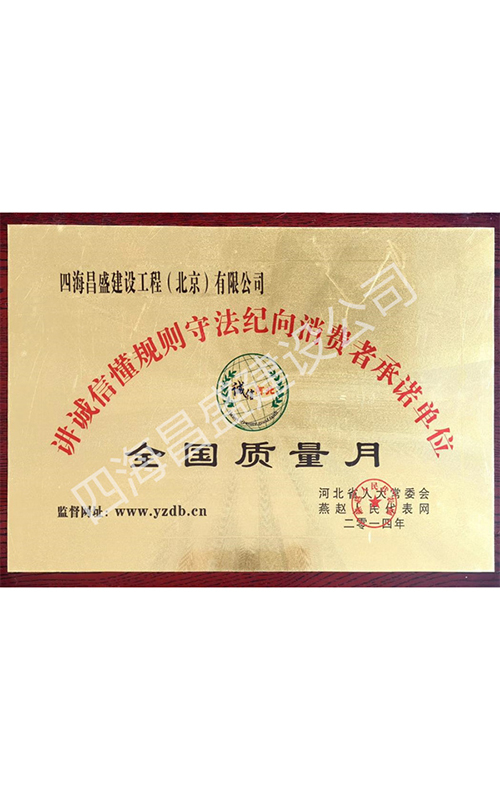 四海昌盛建设工程（北京）有限公司
讲诚信懂规则守法纪向消费者承诺单位
全国质量月
河北省人大常委会
监督网址: www.yzdb.cn
燕赵人民代表网
二零一四年
四海昌盛建设公司